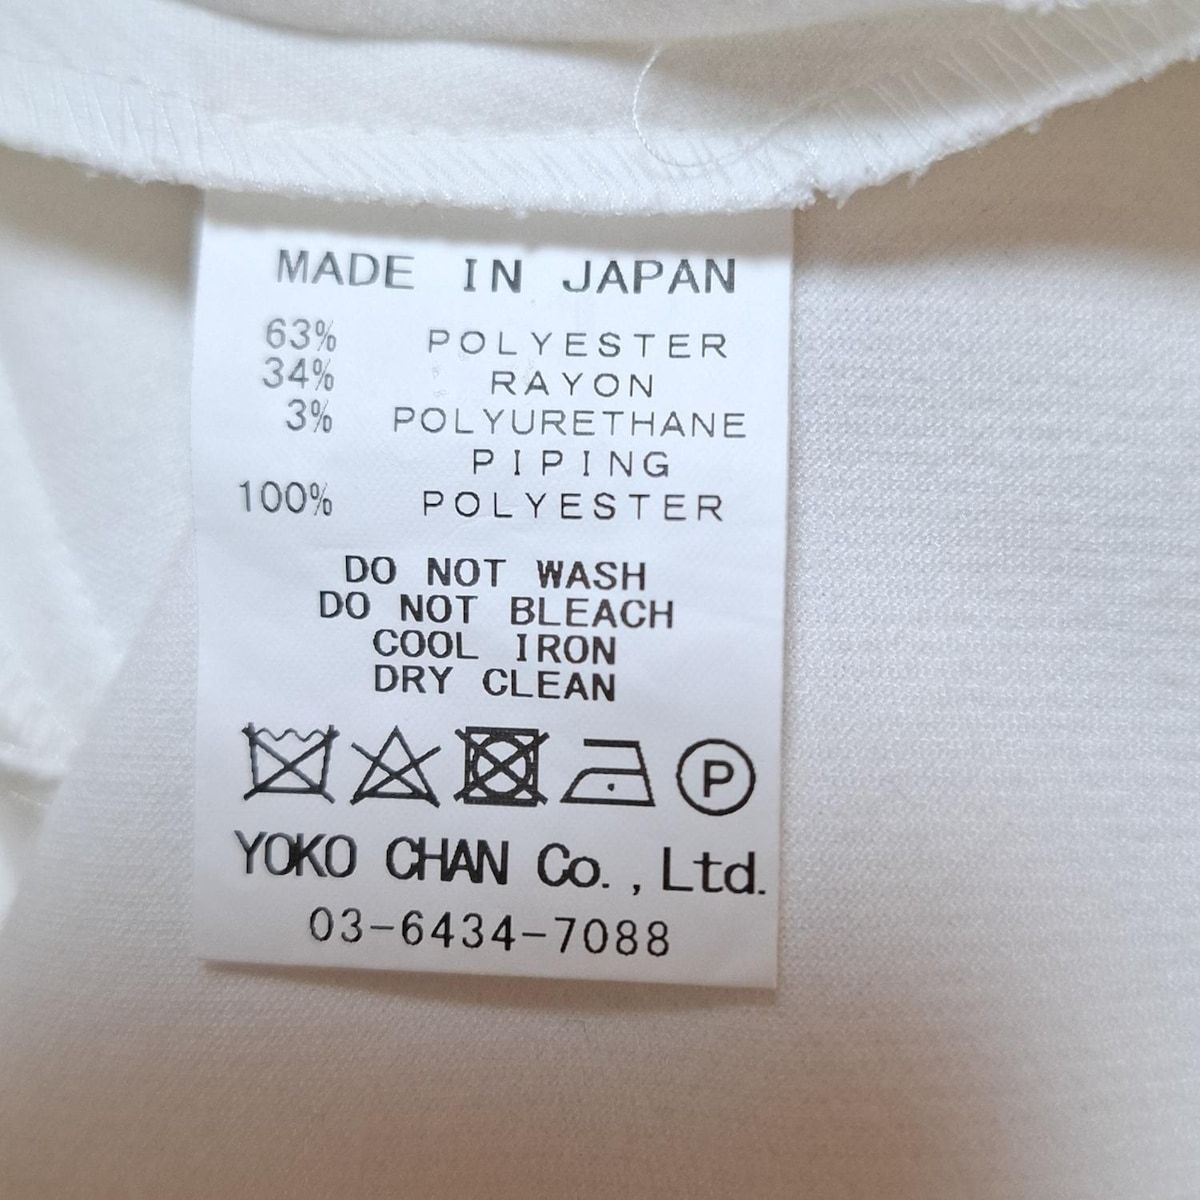 MADE IN JAPAN
63% POLYESTER
34% RAYON
3% POLYURETHANE
PIPING
100% POLYESTER
DO NOT WASH
DO NOT BLEACH
COOL IRON
DRY CLEAN
P
YOKO CHAN Co., Ltd.
03-6434-7088